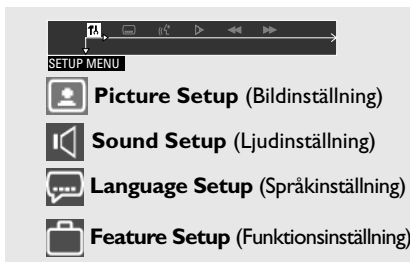 SETUP MENU
Picture Setup (Bildinställning)
Sound Setup (Ljudinställning)
Language Setup (Språkinställning)
Feature Setup (Funktionsinställning)